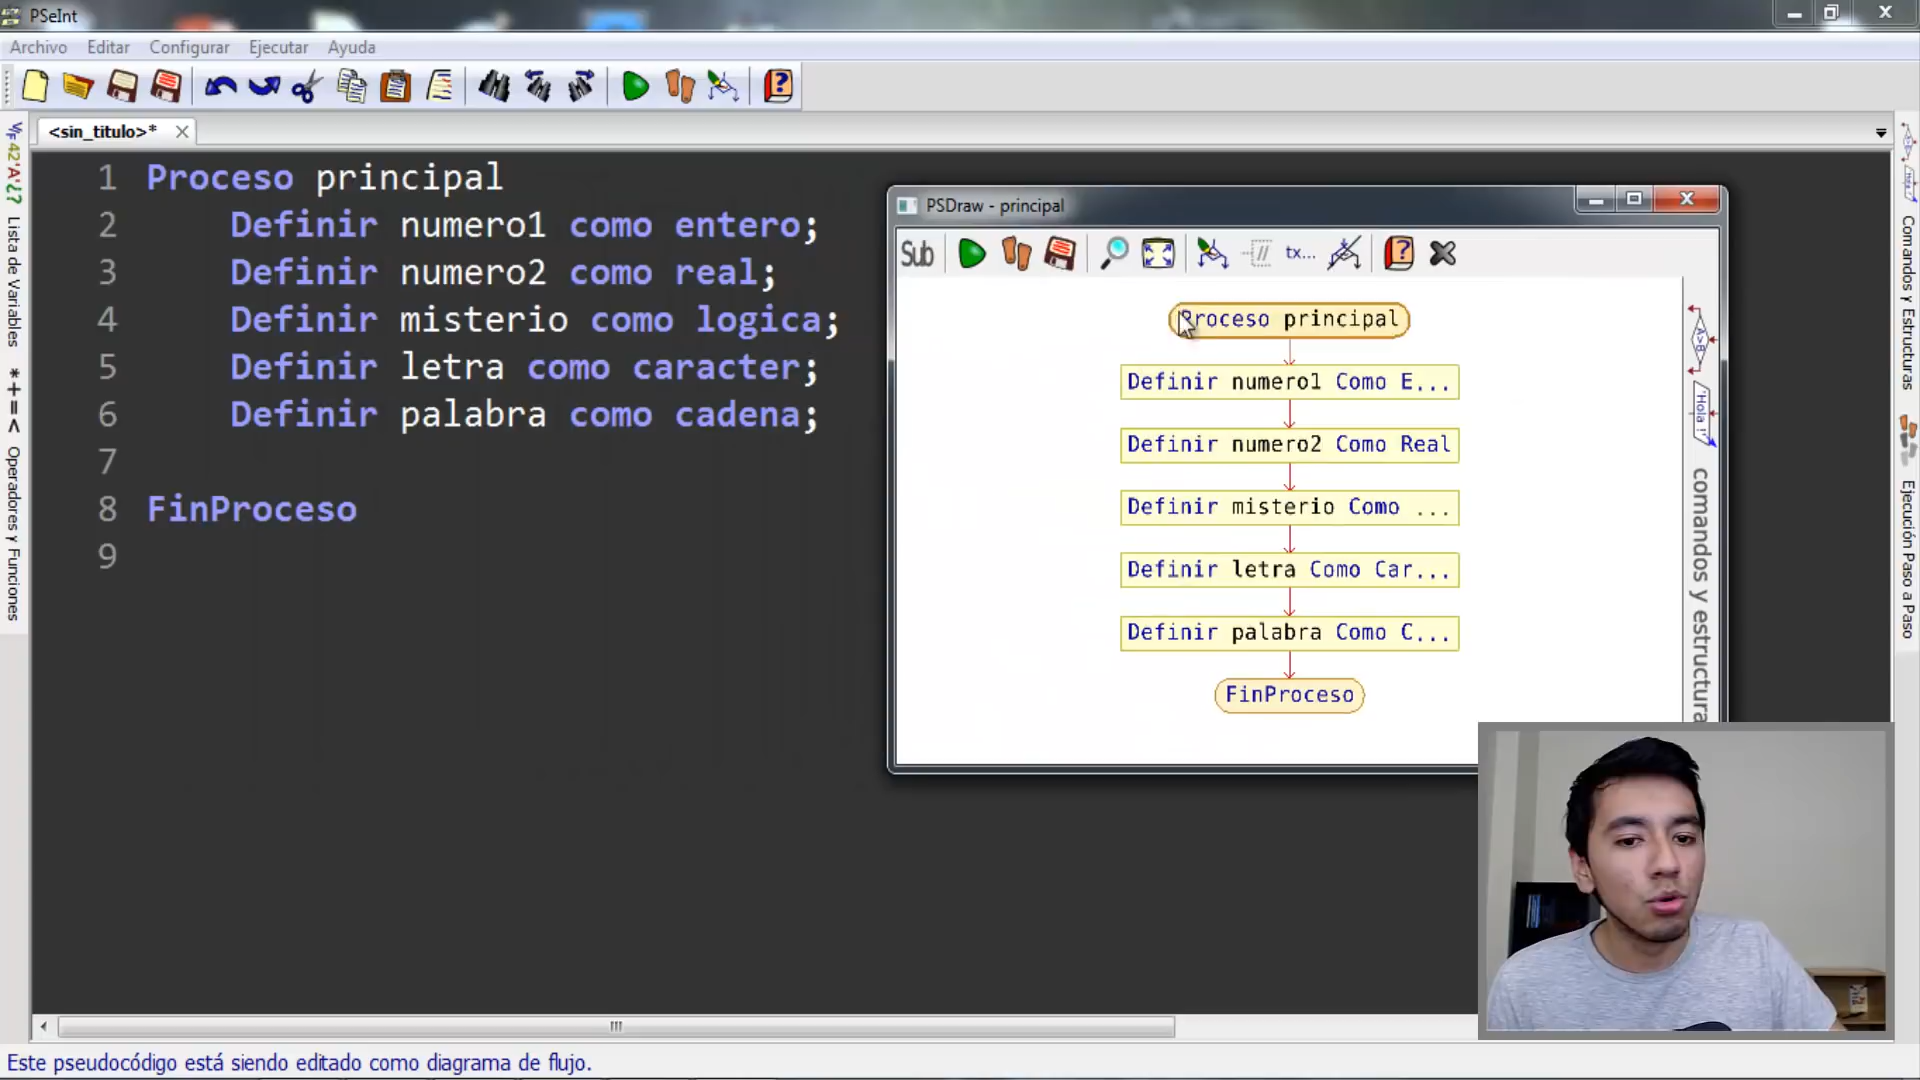 PSeInt
Archivo Editar Configurar Ejecutar Ayuda
<sin_titulo>*
1 Proceso principal
2 Definir numero1 como entero;
3 Definir numero2 como real;
4 Definir misterio como logica;
5 Definir letra como caracter;
6 Definir palabra como cadena;
7
8 FinProceso
9
42 'A' ¿?
Lista de Variables
* + = <
Operadores y Funciones
PSDraw - principal
Sub
tx...
Proceso principal
Definir numero1 Como E...
Definir numero2 Como Real
Definir misterio Como ...
Definir letra Como Car...
Definir palabra Como C...
FinProceso
A>B
'Hola !'
comandos y estructura
Comandos y Estructuras
Ejecución Paso a Paso
Este pseudocódigo está siendo editado como diagrama de flujo.